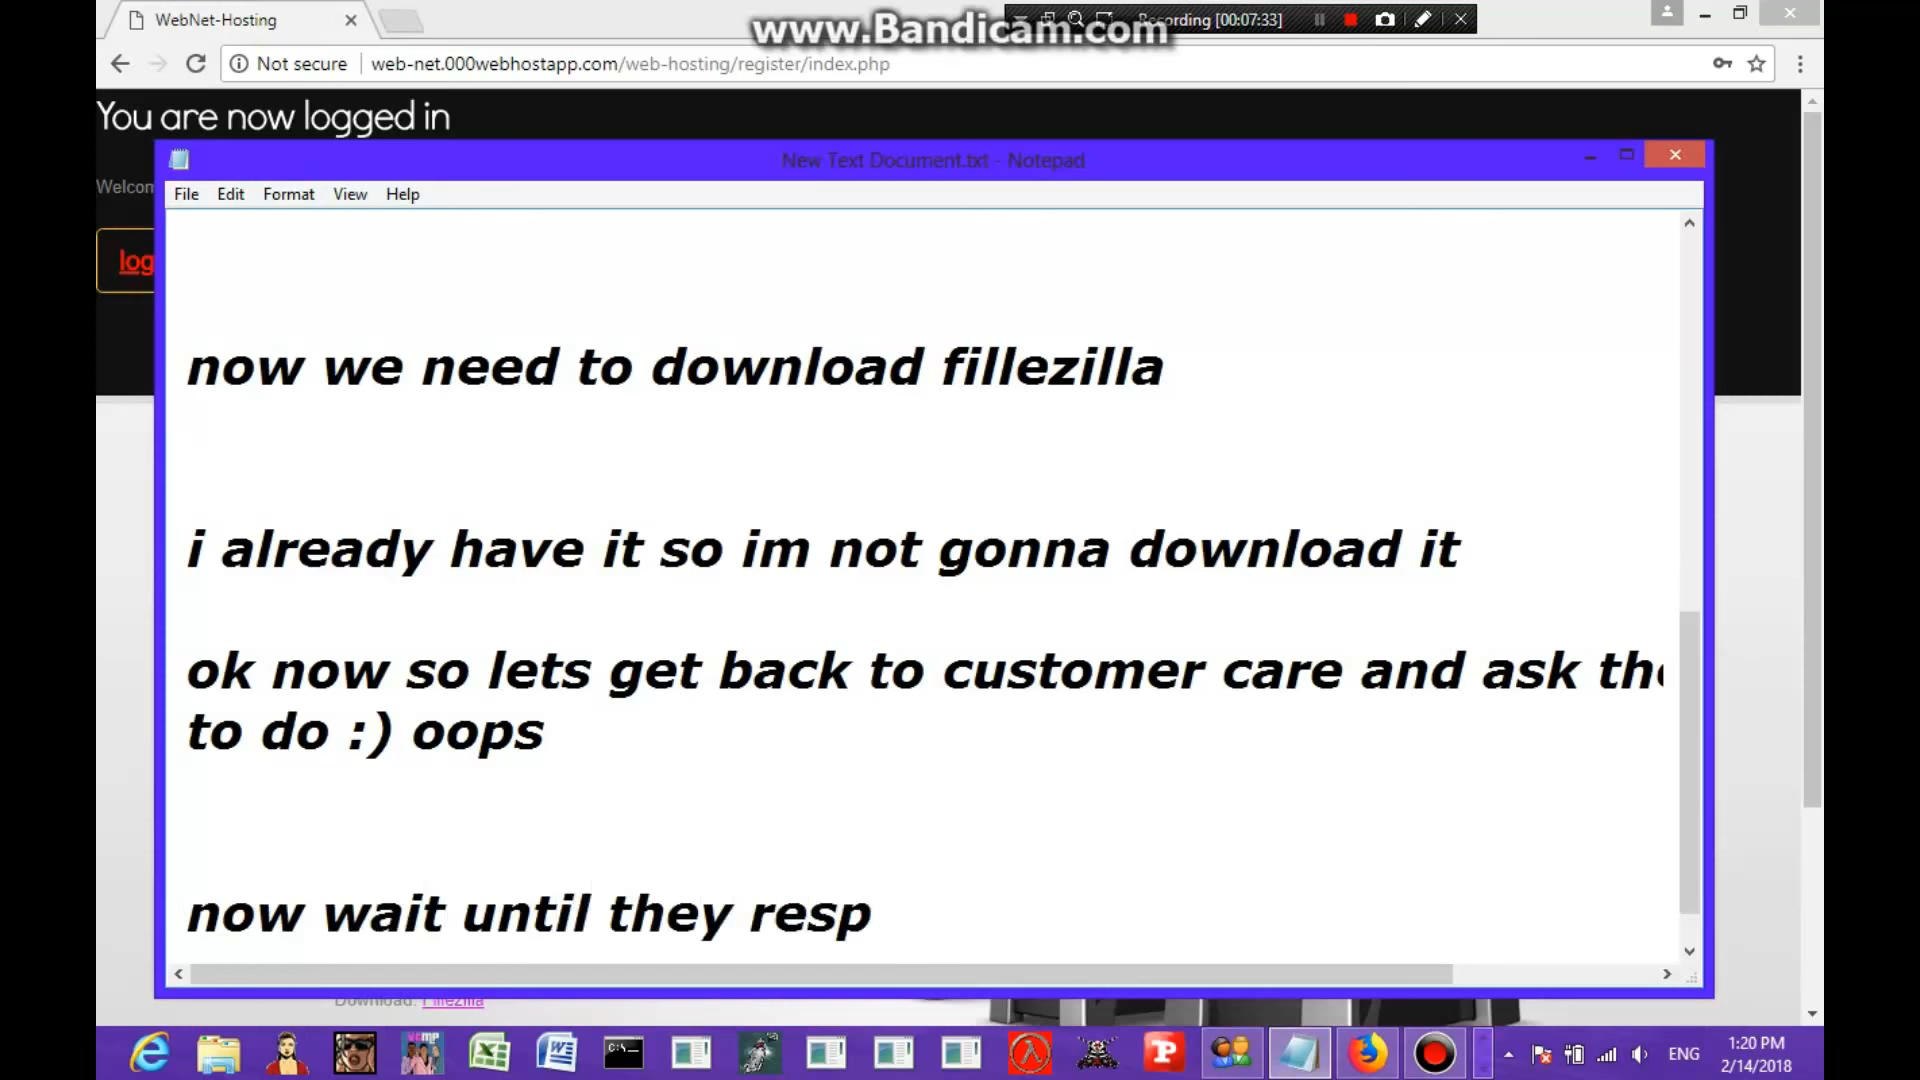 WebNet-Hosting
www.Bandicam.com
Recording [00:07:33]
Not secure
web-net.000webhostapp.com/web-hosting/register/index.php
You are now logged in
New Text Document.txt - Notepad
Welcom
File Edit Format View Help
log
now we need to download fillezilla
i already have it so im not gonna download it
ok now so lets get back to customer care and ask the
to do :) oops
now wait until they resp
Download: Fillezilla
ENG
1:20 PM
2/14/2018